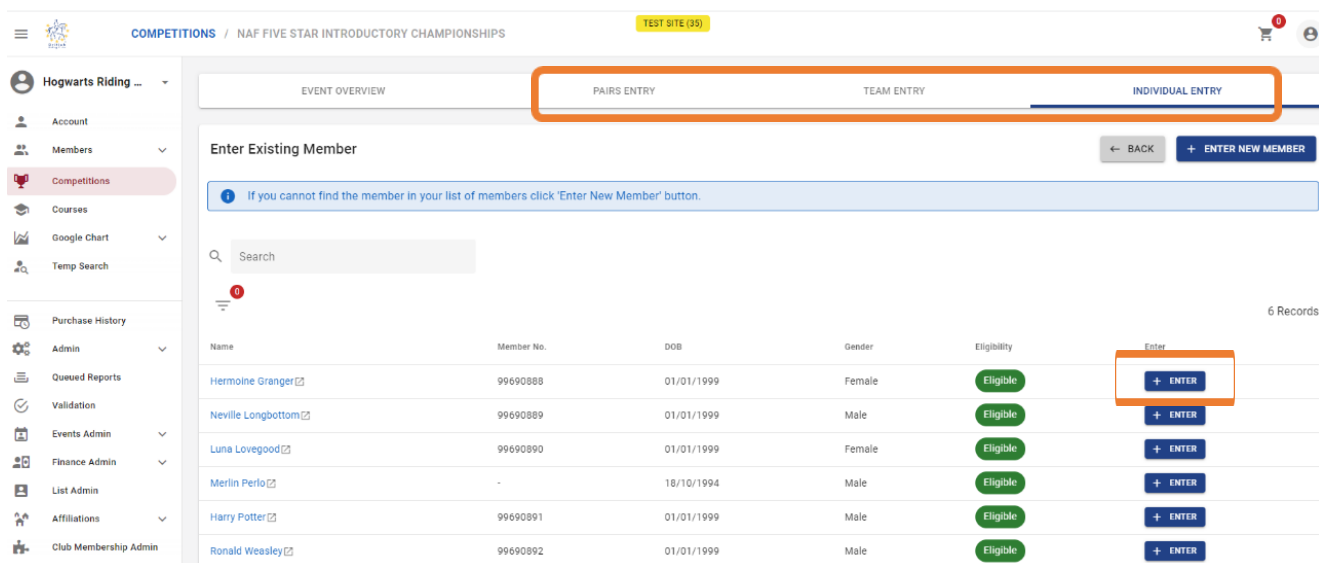 TEST SITE (35)
COMPETITIONS / NAF FIVE STAR INTRODUCTORY CHAMPIONSHIPS
0
Hogwarts Riding ...
Account
Members
Competitions
Courses
Google Chart
Temp Search
Purchase History
Admin
Queued Reports
Validation
Events Admin
Finance Admin
List Admin
Affiliations
Club Membership Admin
EVENT OVERVIEW PAIRS ENTRY TEAM ENTRY INDIVIDUAL ENTRY
Enter Existing Member
← BACK + ENTER NEW MEMBER
If you cannot find the member in your list of members click 'Enter New Member' button.
Search
0
6 Records
Name Member No. DOB Gender Eligibility Enter
Hermoine Granger 99690888 01/01/1999 Female Eligible + ENTER
Neville Longbottom 99690889 01/01/1999 Male Eligible + ENTER
Luna Lovegood 99690890 01/01/1999 Female Eligible + ENTER
Merlin Perlo - 18/10/1994 Male Eligible + ENTER
Harry Potter 99690891 01/01/1999 Male Eligible + ENTER
Ronald Weasley 99690892 01/01/1999 Male Eligible + ENTER